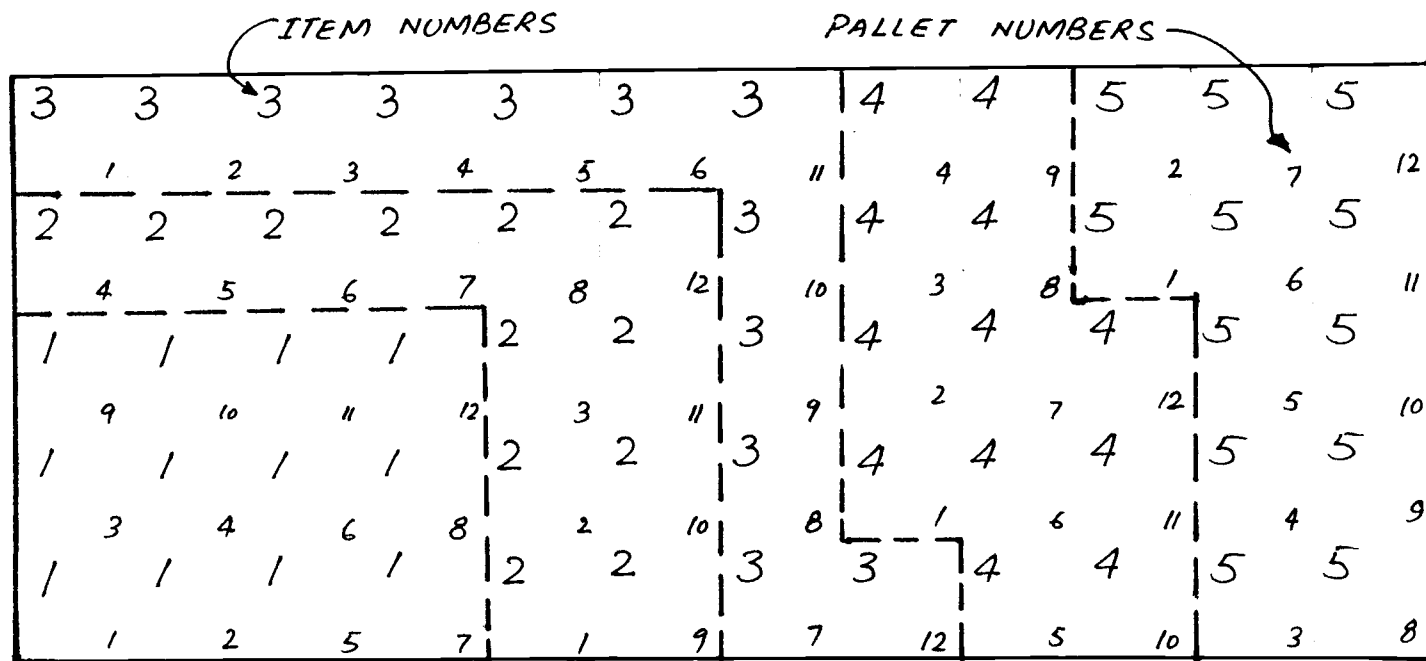 ITEM NUMBERS PALLET NUMBERS
3 3 3 3 3 3 3 4 4 5 5 5
1 2 3 4 5 6 11 4 9 2 7 12
2 2 2 2 2 2 3 4 4 5 5 5
4 5 6 7 8 12 10 3 8 1 6 11
1 1 1 1 2 2 3 4 4 4 5 5
9 10 11 12 3 11 9 2 7 12 5 10
1 1 1 1 2 2 3 4 4 4 5 5
3 4 6 8 2 10 8 1 6 11 4 9
1 1 1 1 2 2 3 3 4 4 5 5
1 2 5 7 1 9 7 12 5 10 3 8